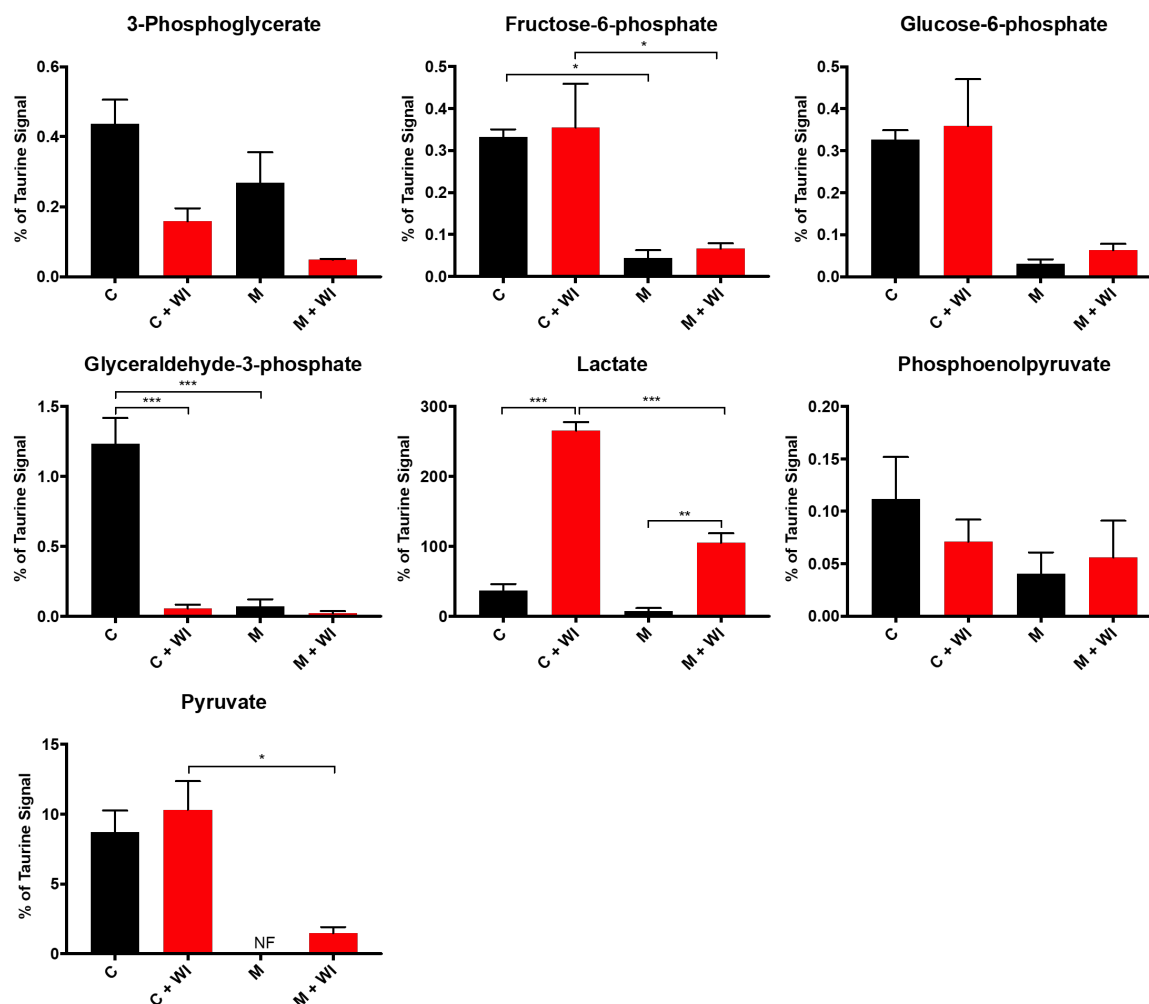 3-Phosphoglycerate
% of Taurine Signal
0.6
0.4
0.2
0.0
C
C + WI
M
M + WI
Fructose-6-phosphate
% of Taurine Signal
0.5
0.4
0.3
0.2
0.1
0.0
*
*
C
C + WI
M
M + WI
Glucose-6-phosphate
% of Taurine Signal
0.5
0.4
0.3
0.2
0.1
0.0
C
C + WI
M
M + WI
Glyceraldehyde-3-phosphate
% of Taurine Signal
1.5
1.0
0.5
0.0
***
***
C
C + WI
M
M + WI
Lactate
% of Taurine Signal
300
200
100
0
***
***
**
C
C + WI
M
M + WI
Phosphoenolpyruvate
% of Taurine Signal
0.20
0.15
0.10
0.05
0.00
C
C + WI
M
M + WI
Pyruvate
% of Taurine Signal
15
10
5
0
*
NF
C
C + WI
M
M + WI